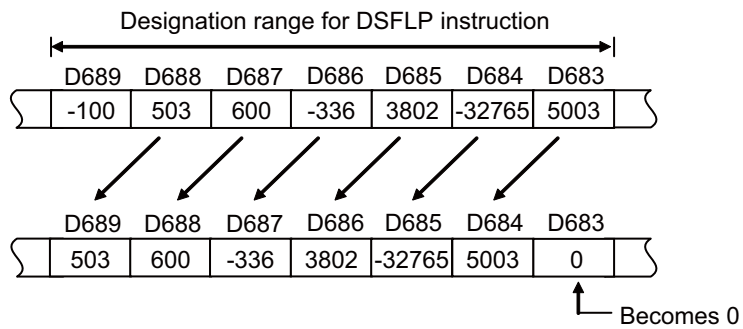 Designation range for DSFLP instruction
D689 D688 D687 D686 D685 D684 D683
-100 503 600 -336 3802 -32765 5003
D689 D688 D687 D686 D685 D684 D683
503 600 -336 3802 -32765 5003 0
Becomes 0